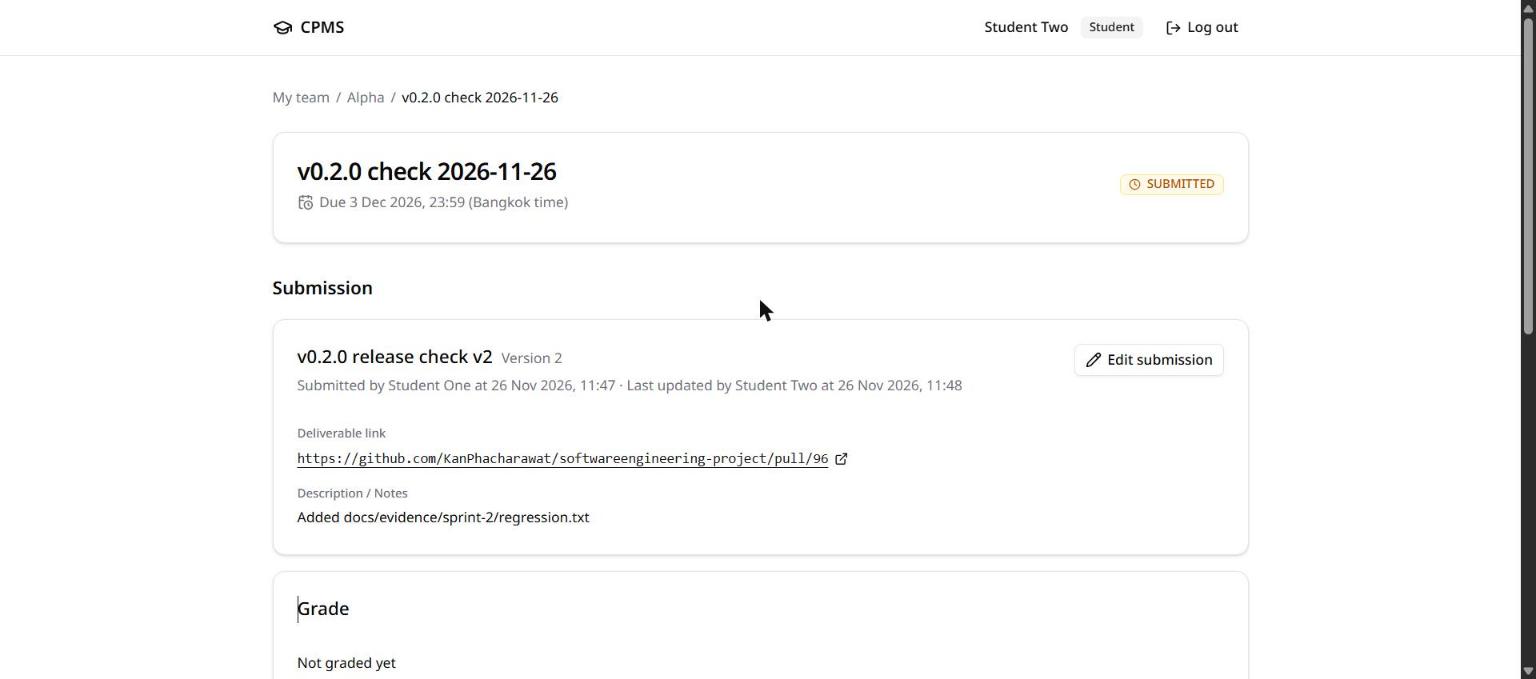 CPMS
Student Two Student Log out
My team / Alpha / v0.2.0 check 2026-11-26
v0.2.0 check 2026-11-26
Due 3 Dec 2026, 23:59 (Bangkok time)
SUBMITTED
Submission
v0.2.0 release check v2 Version 2
Edit submission
Submitted by Student One at 26 Nov 2026, 11:47 · Last updated by Student Two at 26 Nov 2026, 11:48
Deliverable link
https://github.com/KanPhacharawat/softwareengineering-project/pull/96
Description / Notes
Added docs/evidence/sprint-2/regression.txt
Grade
Not graded yet